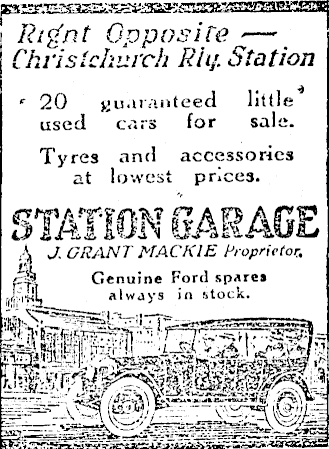 Right Opposite —
Christchurch Rly. Station
20 guaranteed little
used cars for sale.
Tyres and accessories
at lowest prices.
STATION GARAGE
J. GRANT MACKIE Proprietor.
Genuine Ford spares
always in stock.